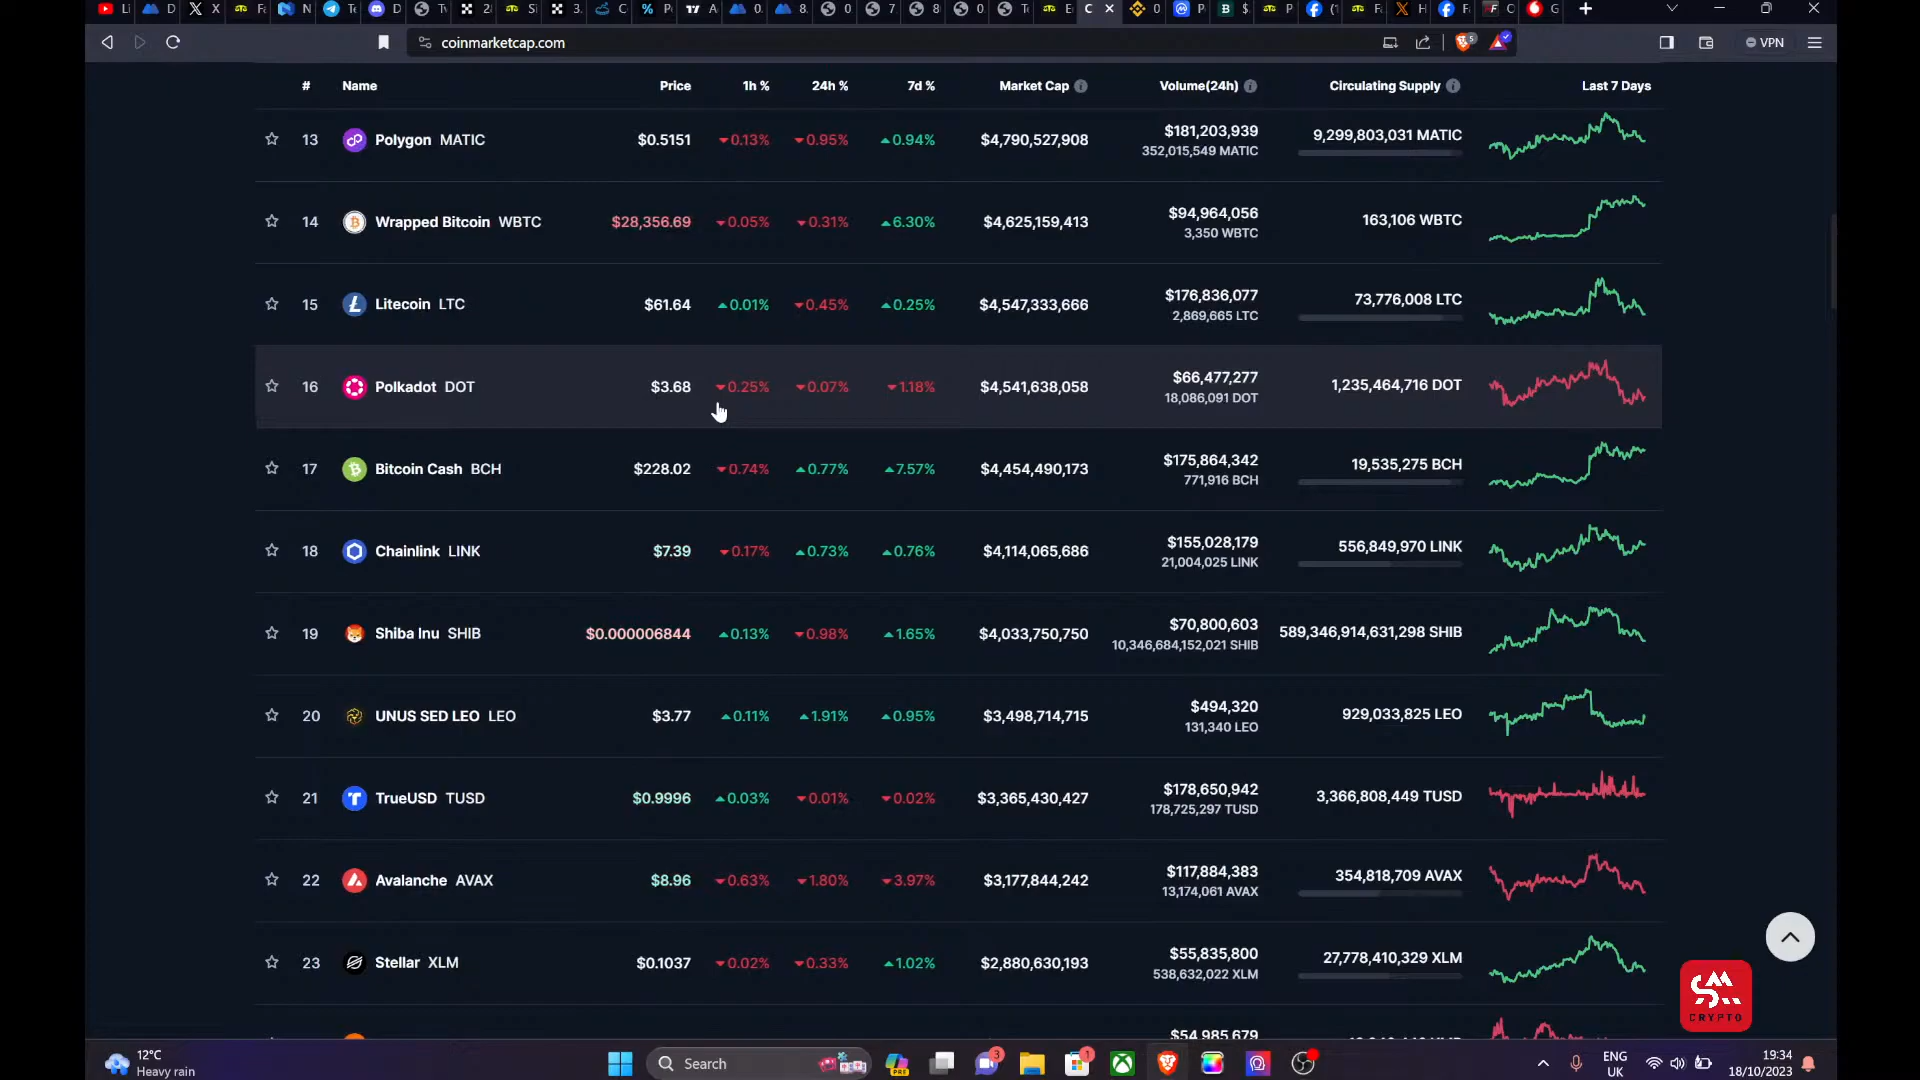 coinmarketcap.com
VPN
# Name Price 1h % 24h % 7d % Market Cap Volume(24h) Circulating Supply Last 7 Days
13 Polygon MATIC $0.5151 0.13% 0.95% 0.94% $4,790,527,908 $181,203,939 9,299,803,031 MATIC
352,015,549 MATIC
14 Wrapped Bitcoin WBTC $28,356.69 0.05% 0.31% 6.30% $4,625,159,413 $94,964,056 163,106 WBTC
3,350 WBTC
15 Litecoin LTC $61.64 0.01% 0.45% 0.25% $4,547,333,666 $176,836,077 73,776,008 LTC
2,869,665 LTC
16 Polkadot DOT $3.68 0.25% 0.07% 1.18% $4,541,638,058 $66,477,277 1,235,464,716 DOT
18,086,091 DOT
17 Bitcoin Cash BCH $228.02 0.74% 0.77% 7.57% $4,454,490,173 $175,864,342 19,535,275 BCH
771,916 BCH
18 Chainlink LINK $7.39 0.17% 0.73% 0.76% $4,114,065,686 $155,028,179 556,849,970 LINK
21,004,025 LINK
19 Shiba Inu SHIB $0.000006844 0.13% 0.98% 1.65% $4,033,750,750 $70,800,603 589,346,914,631,298 SHIB
10,346,684,152,021 SHIB
20 UNUS SED LEO LEO $3.77 0.11% 1.91% 0.95% $3,498,714,715 $494,320 929,033,825 LEO
131,340 LEO
21 TrueUSD TUSD $0.9996 0.03% 0.01% 0.02% $3,365,430,427 $178,650,942 3,366,808,449 TUSD
178,725,297 TUSD
22 Avalanche AVAX $8.96 0.63% 1.80% 3.97% $3,177,844,242 $117,884,383 354,818,709 AVAX
13,174,061 AVAX
23 Stellar XLM $0.1037 0.02% 0.33% 1.02% $2,880,630,193 $55,835,800 27,778,410,329 XLM
538,632,022 XLM
$54,985,679
CRYPTO
12°C
Heavy rain
Search
ENG
UK
19:34
18/10/2023